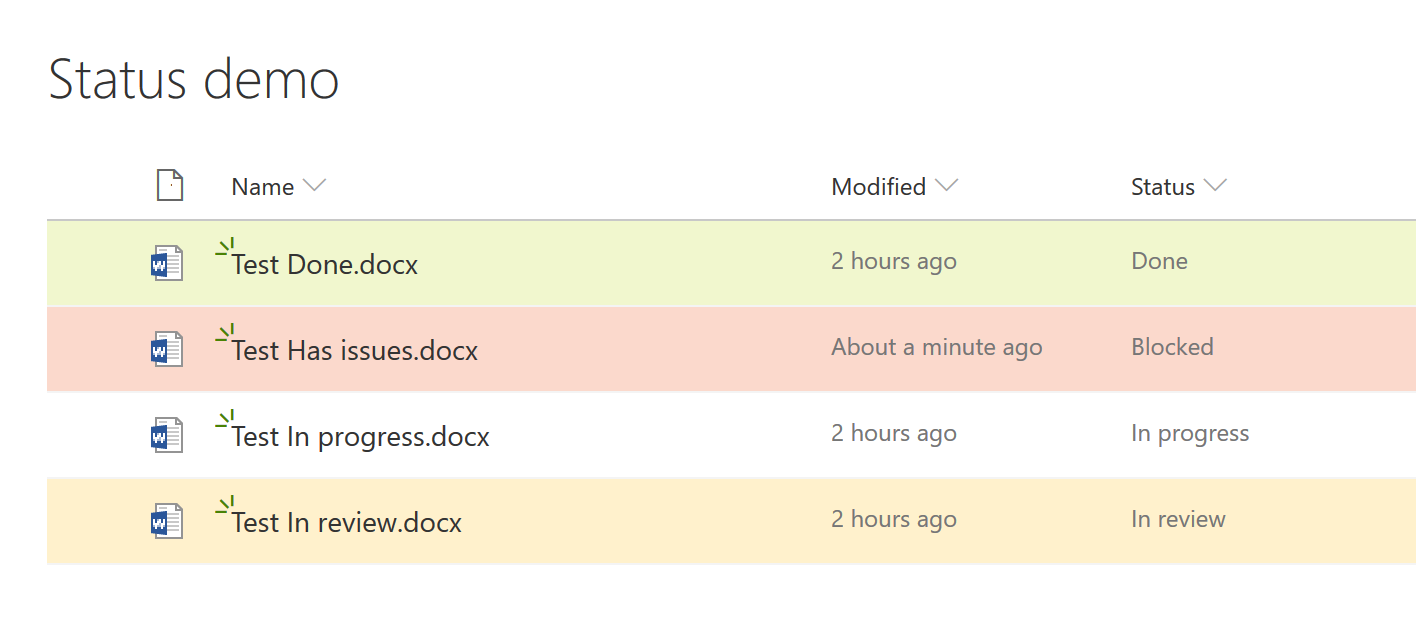 Status demo
Name Modified Status
Test Done.docx 2 hours ago Done
Test Has issues.docx About a minute ago Blocked
Test In progress.docx 2 hours ago In progress
Test In review.docx 2 hours ago In review